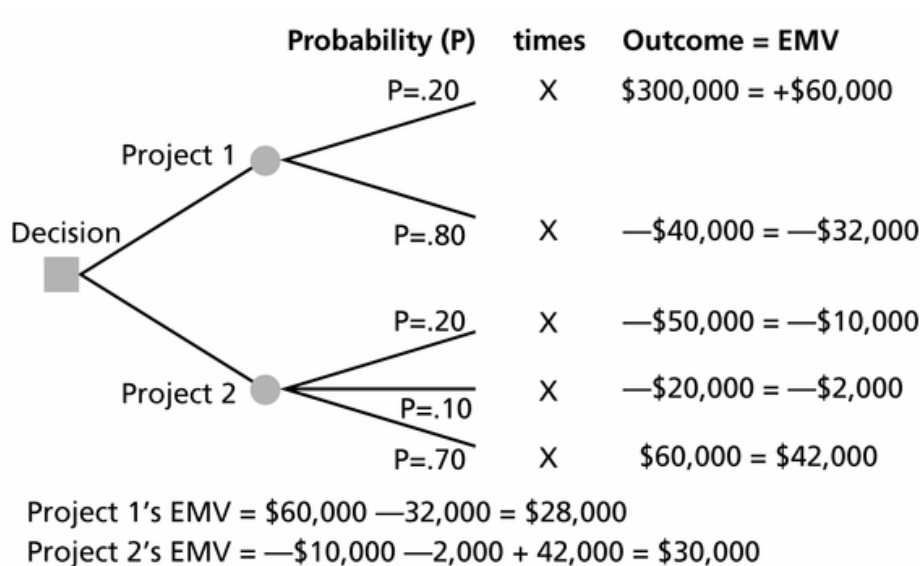 Probability (P) times Outcome = EMV
P=.20 X $300,000 = +$60,000
Project 1
P=.80 X —$40,000 = —$32,000
Decision
P=.20 X —$50,000 = —$10,000
Project 2
P=.10 X —$20,000 = —$2,000
P=.70 X $60,000 = $42,000
Project 1’s EMV = $60,000 —32,000 = $28,000
Project 2’s EMV = —$10,000 —2,000 + 42,000 = $30,000